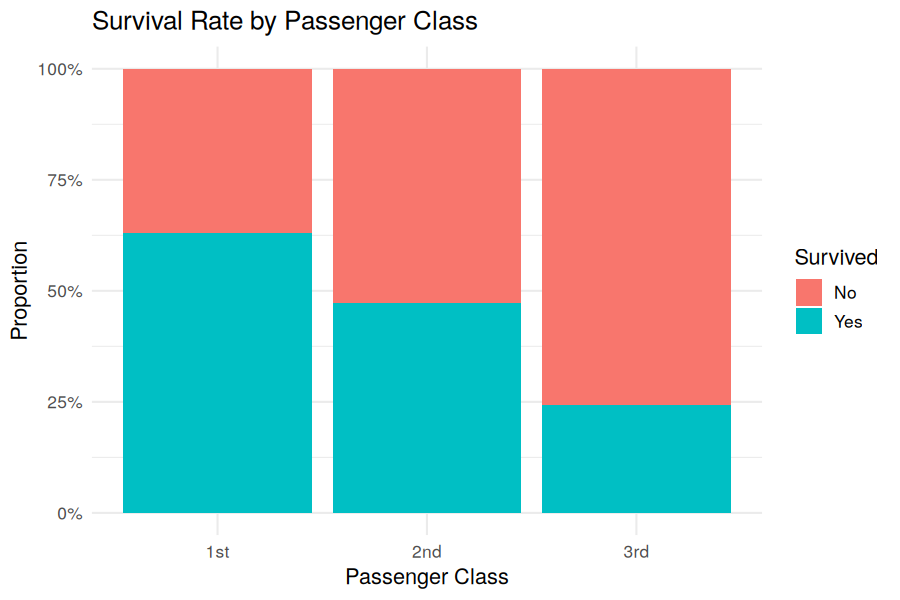 Survival Rate by Passenger Class
100%
75%
50%
25%
0%
Proportion
1st
2nd
3rd
Passenger Class
Survived
No
Yes